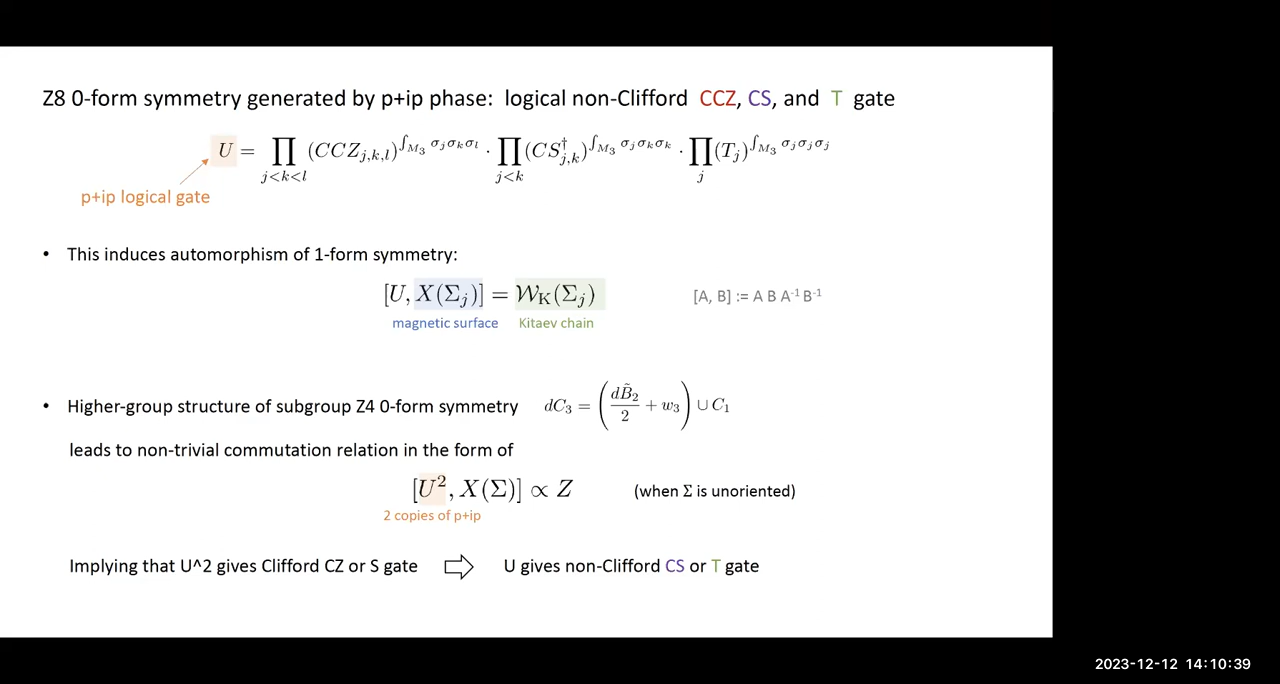 Z8 0-form symmetry generated by p+ip phase: logical non-Clifford CCZ, CS, and T gate
U = ∏_{j<k<l} (CCZ_{j,k,l})^{∫_{M_3} σ_j σ_k σ_l} · ∏_{j<k} (CS^†_{j,k})^{∫_{M_3} σ_j σ_k σ_k} · ∏_j (T_j)^{∫_{M_3} σ_j σ_j σ_j}
p+ip logical gate
• This induces automorphism of 1-form symmetry:
[U, X(Σ_j)] = 𝒲_K(Σ_j) [A, B] := A B A^{-1} B^{-1}
magnetic surface Kitaev chain
• Higher-group structure of subgroup Z4 0-form symmetry dC_3 = (dB̃_2/2 + w_3) ∪ C_1
leads to non-trivial commutation relation in the form of
[U^2, X(Σ)] ∝ Z (when Σ is unoriented)
2 copies of p+ip
Implying that U^2 gives Clifford CZ or S gate ⇨ U gives non-Clifford CS or T gate
2023-12-12 14:10:39